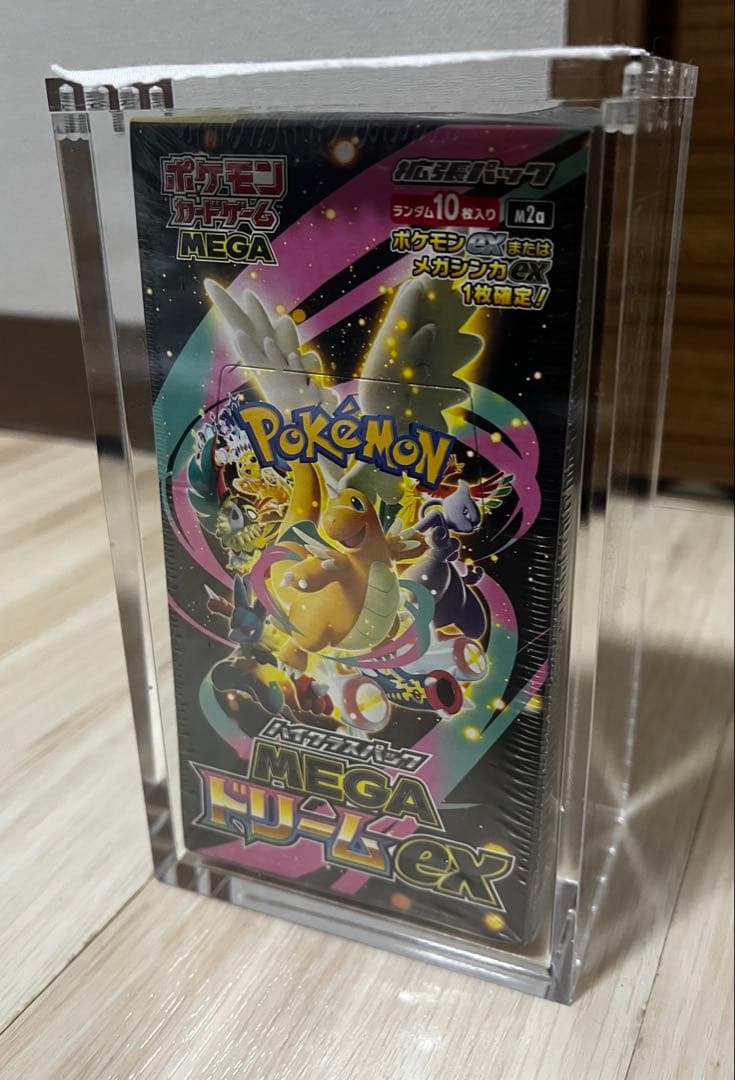 ポケモン
カードゲーム
MEGA
拡張パック
ランダム10枚入り M2a
ポケモンexまたは
メガシンカex
1枚確定!
POKéMON
ハイクラスパック
MEGA
ドリームex